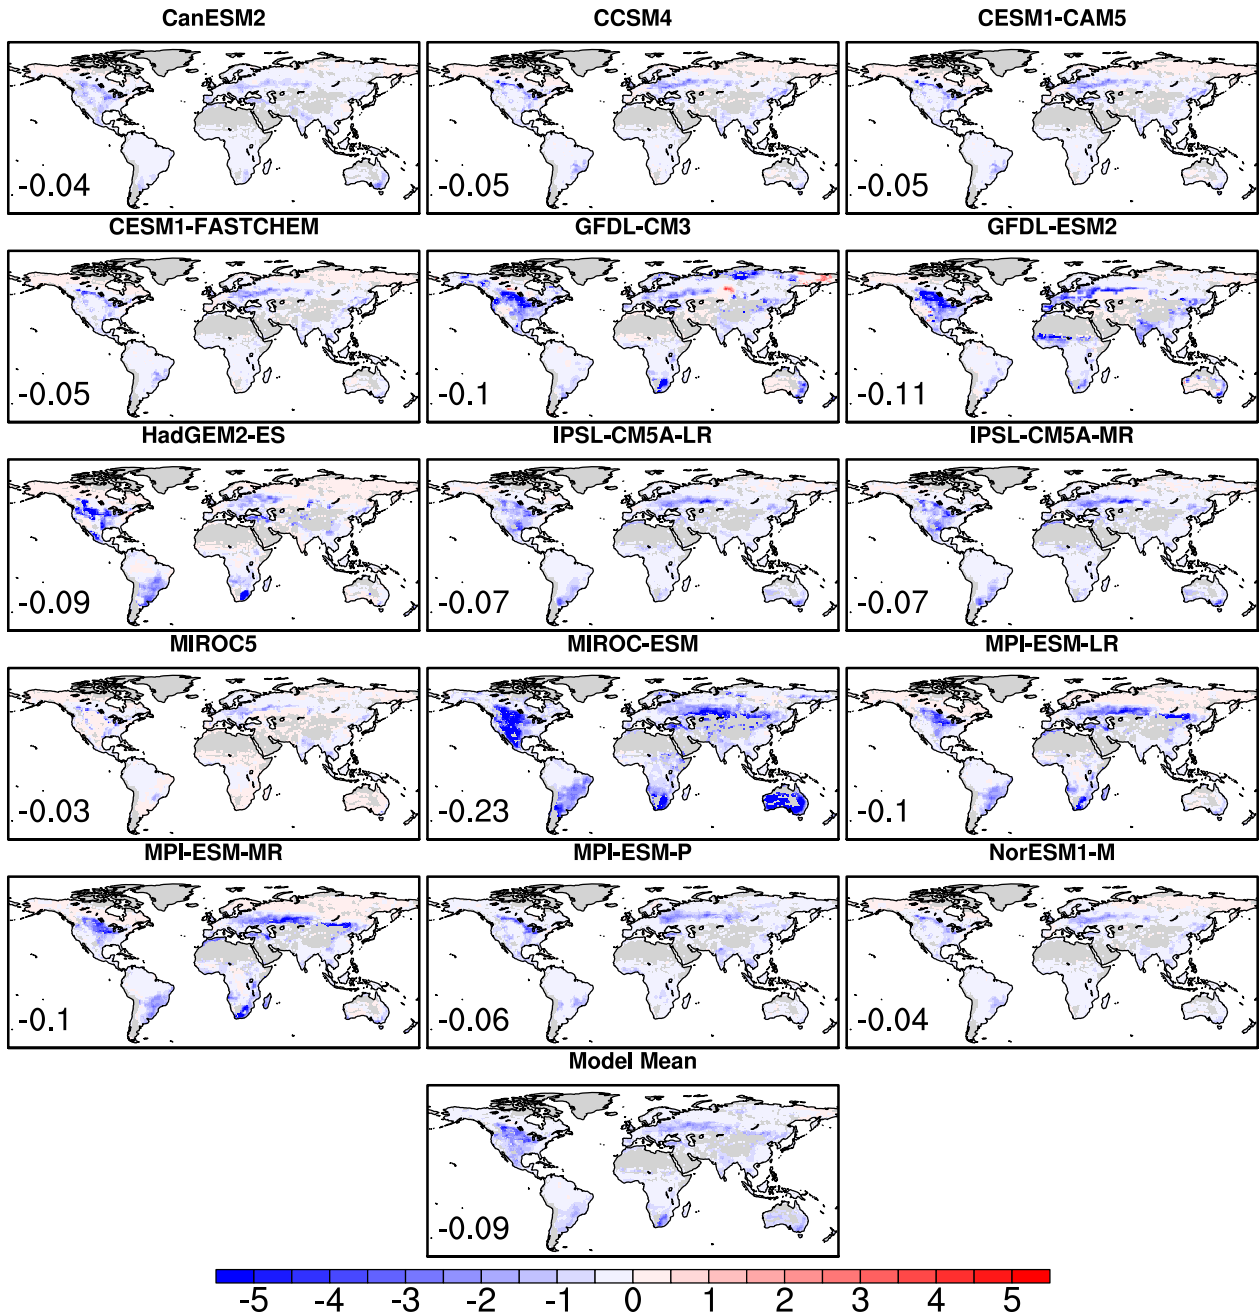 CanESM2 CCSM4 CESM1-CAM5
-0.04 -0.05 -0.05
CESM1-FASTCHEM GFDL-CM3 GFDL-ESM2
-0.05 -0.1 -0.11
HadGEM2-ES IPSL-CM5A-LR IPSL-CM5A-MR
-0.09 -0.07 -0.07
MIROC5 MIROC-ESM MPI-ESM-LR
-0.03 -0.23 -0.1
MPI-ESM-MR MPI-ESM-P NorESM1-M
-0.1 -0.06 -0.04
Model Mean
-0.09
-5 -4 -3 -2 -1 0 1 2 3 4 5